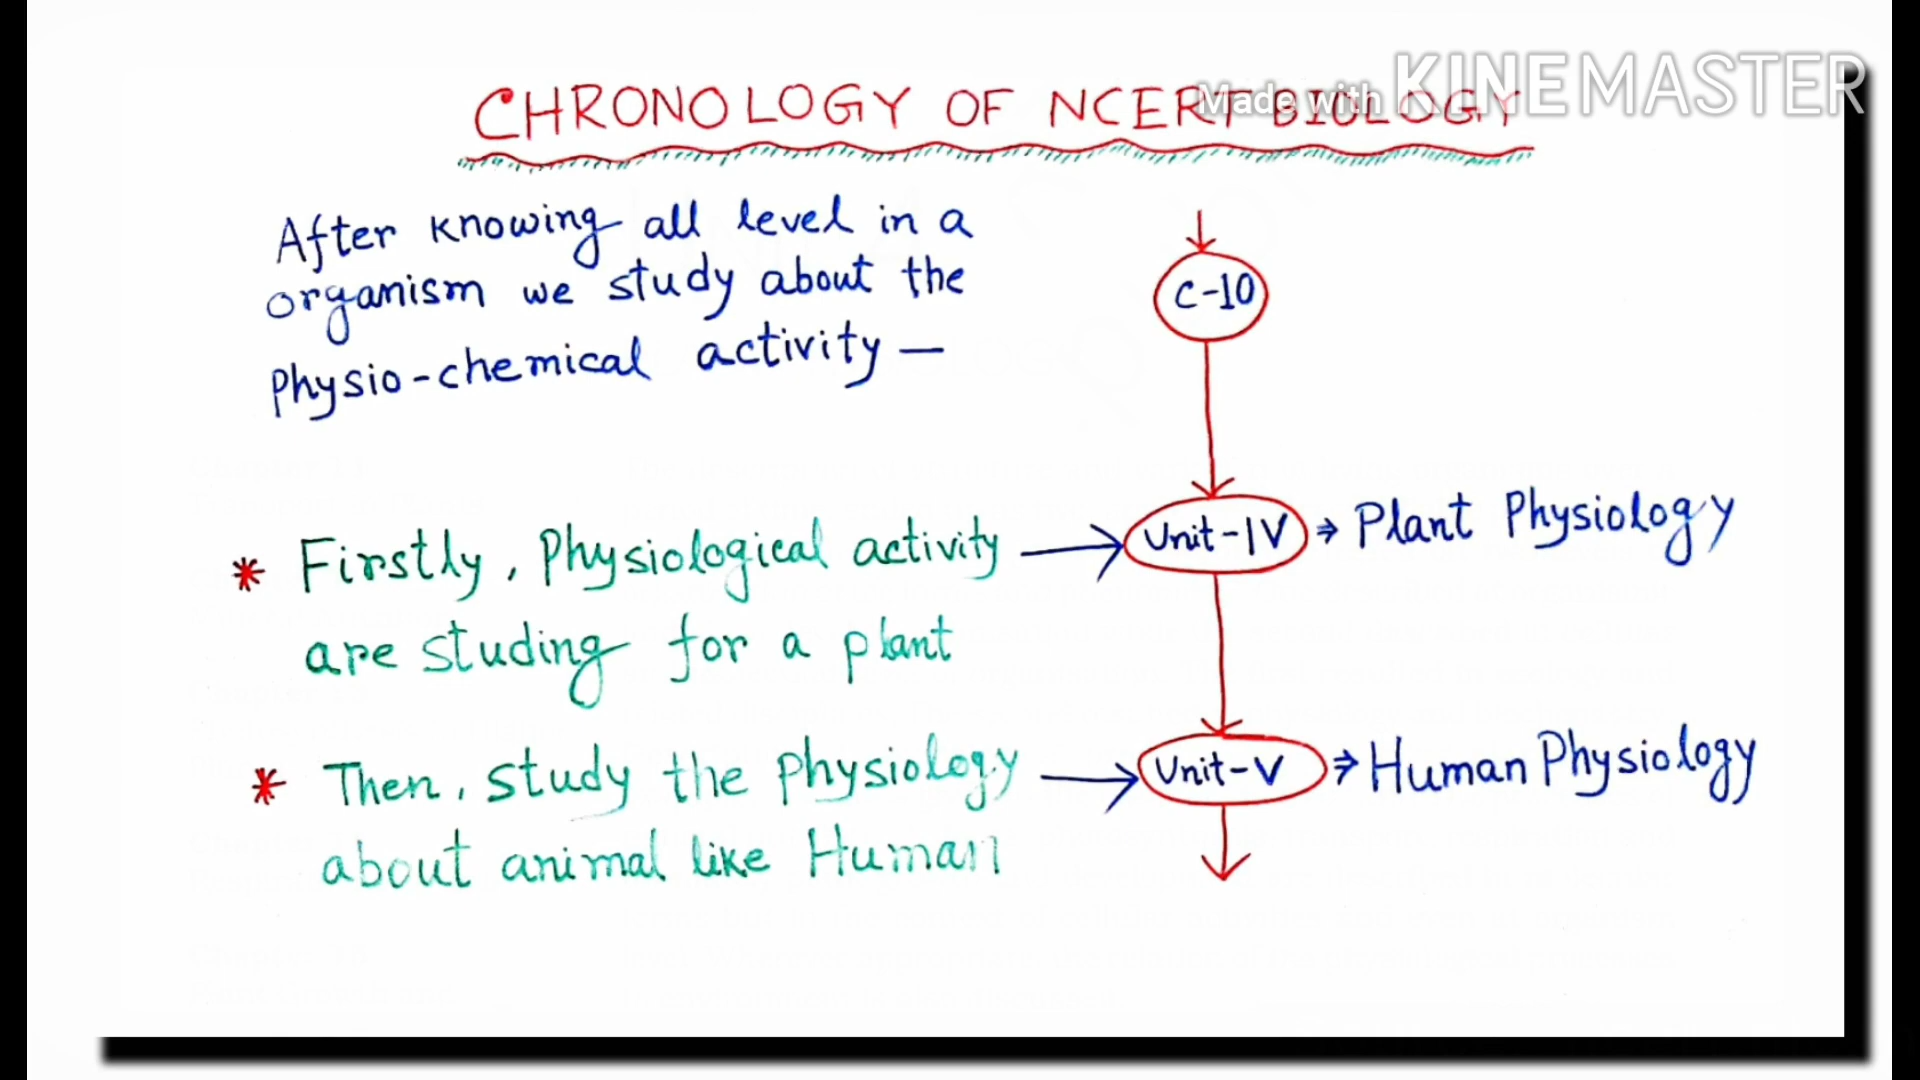 Made with KINEMASTER
CHRONOLOGY OF NCERT BIOLOGY
After knowing all level in a
organism we study about the
Physio-chemical activity —
C-10
* Firstly, Physiological activity
are studing for a plant
Unit-IV ⇒ Plant Physiology
* Then, study the physiology
about animal like Human
Unit-V ⇒ Human Physiology